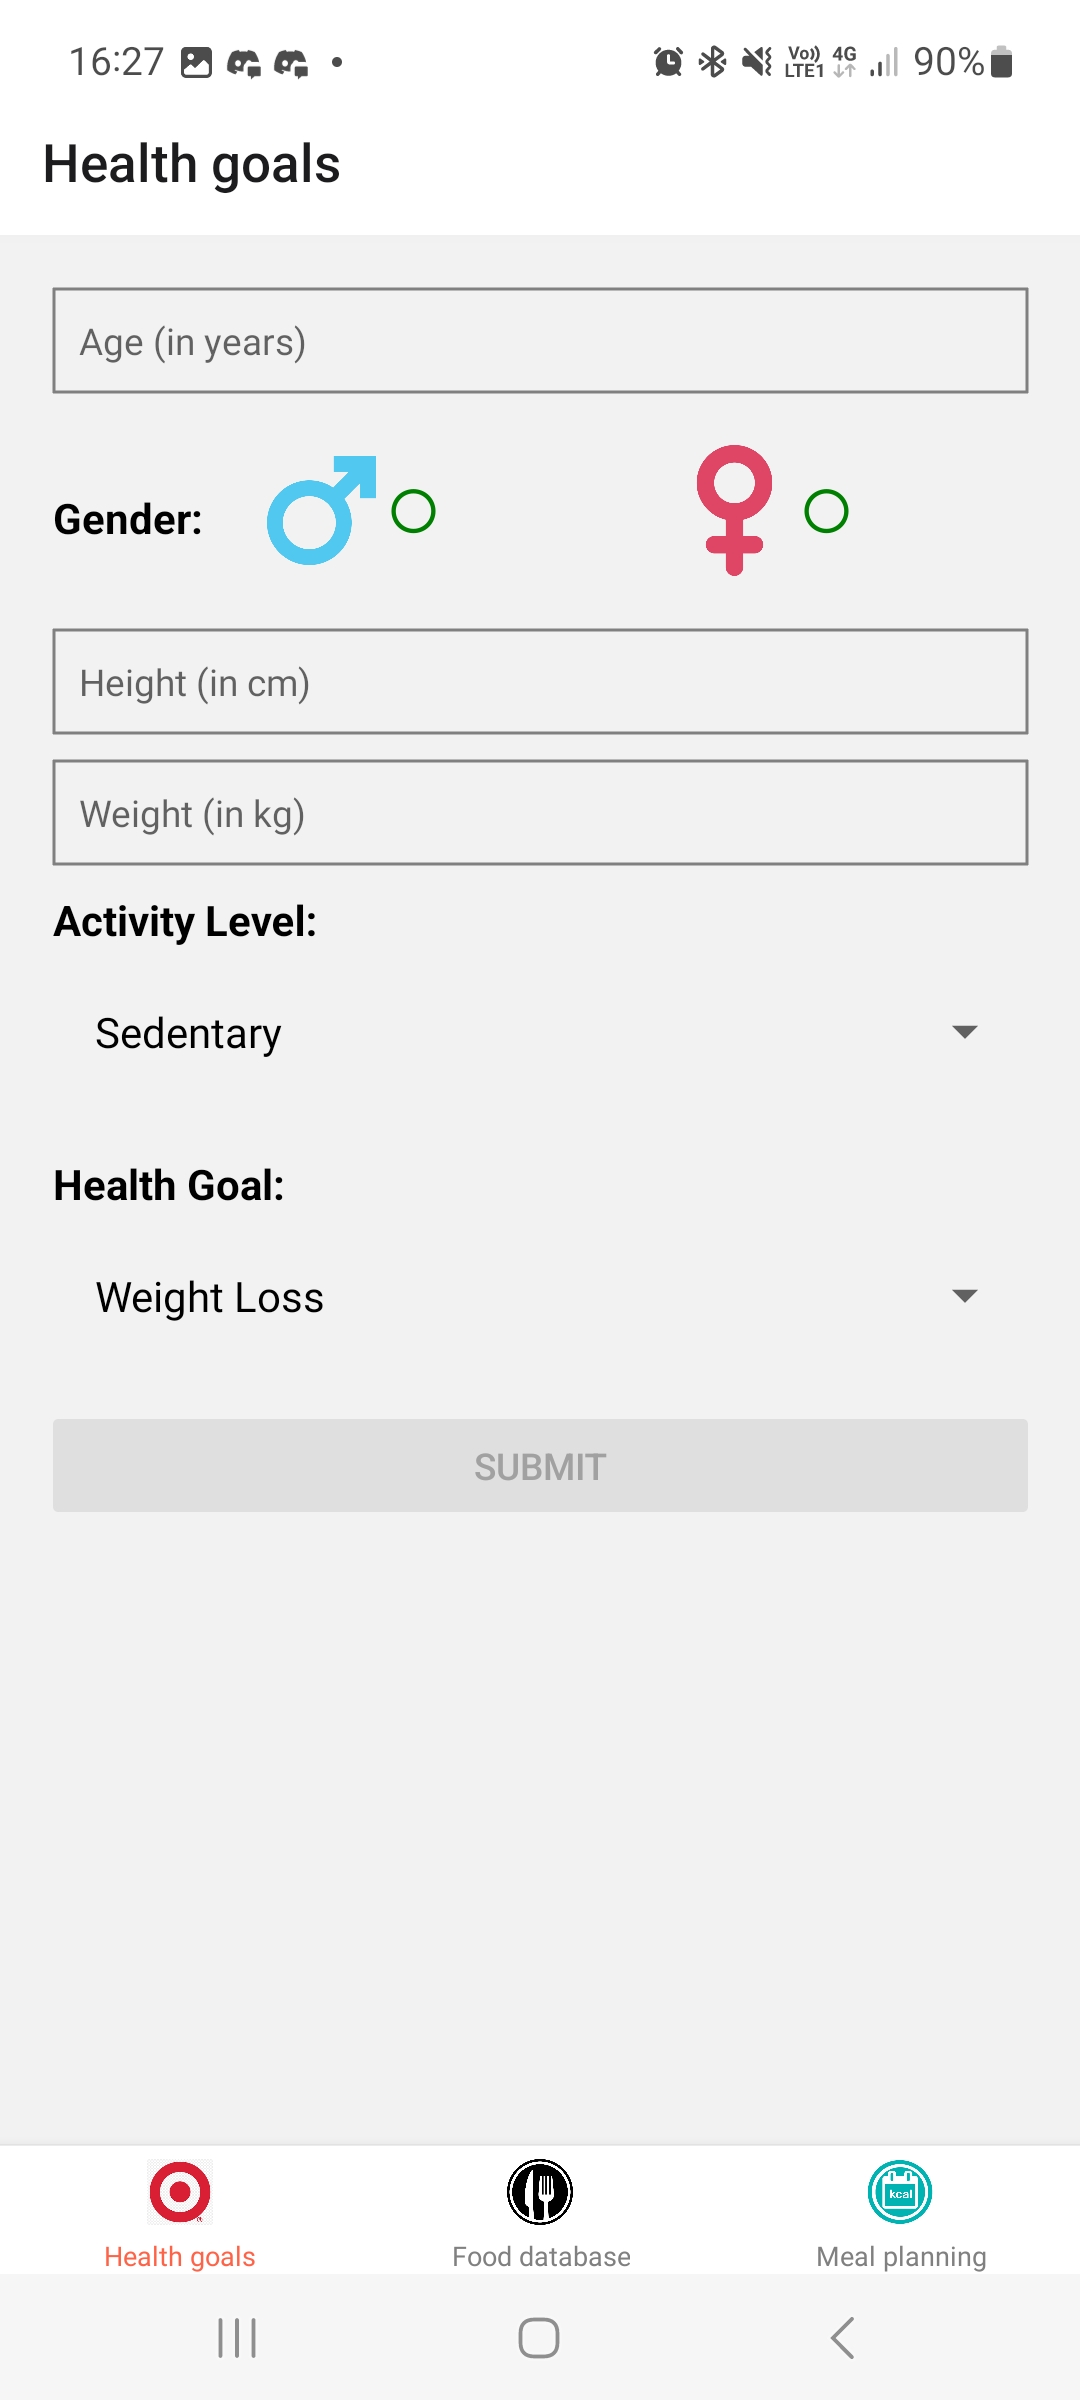 16:27 Vo)) LTE1 4G 90%
Health goals
Age (in years)
Gender:
Height (in cm)
Weight (in kg)
Activity Level:
Sedentary
Health Goal:
Weight Loss
SUBMIT
kcal
Health goals Food database Meal planning